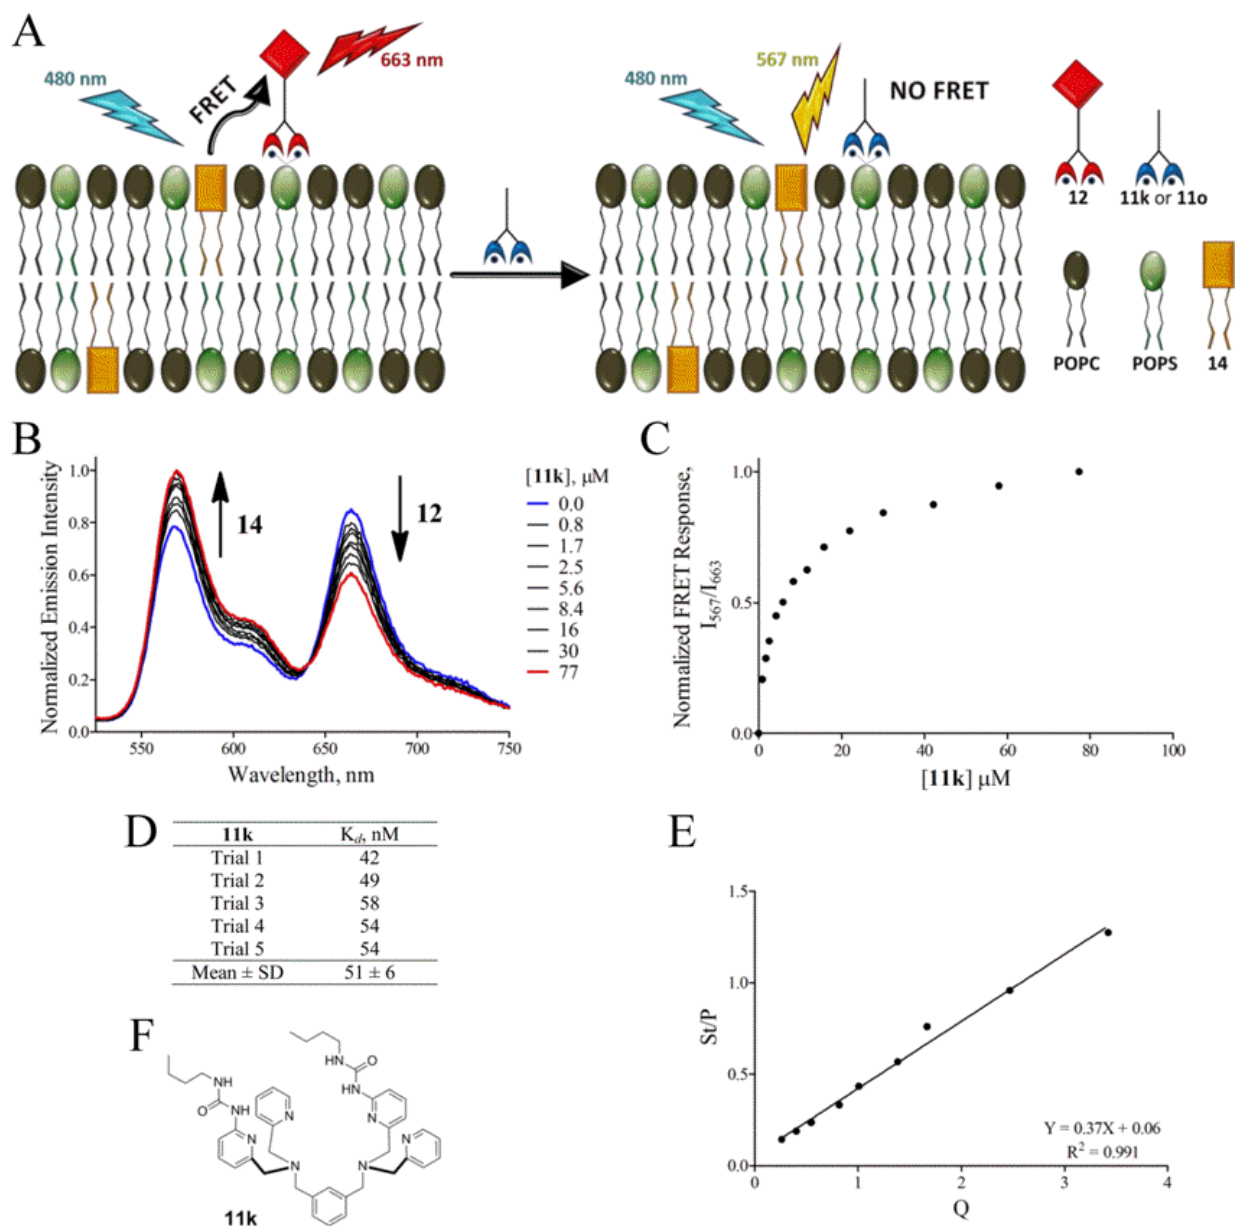 A
480 nm
FRET
663 nm
480 nm
567 nm
NO FRET
12
11k or 11o
POPC
POPS
14
B
Normalized Emission Intensity
1.0
0.8
0.6
0.4
0.2
0.0
14
12
550
600
650
700
750
Wavelength, nm
[11k], μM
0.0
0.8
1.7
2.5
5.6
8.4
16
30
77
C
Normalized FRET Response,
I567/I663
1.0
0.5
0.0
0
20
40
60
80
100
[11k] μM
D
11k Kd, nM
Trial 1 42
Trial 2 49
Trial 3 58
Trial 4 54
Trial 5 54
Mean ± SD 51 ± 6
E
St/P
1.5
1.0
0.5
0.0
0
1
2
3
4
Q
Y = 0.37X + 0.06
R² = 0.991
F
HN
O
NH
NH
O
NH
N
N
N
N
N
N
11k